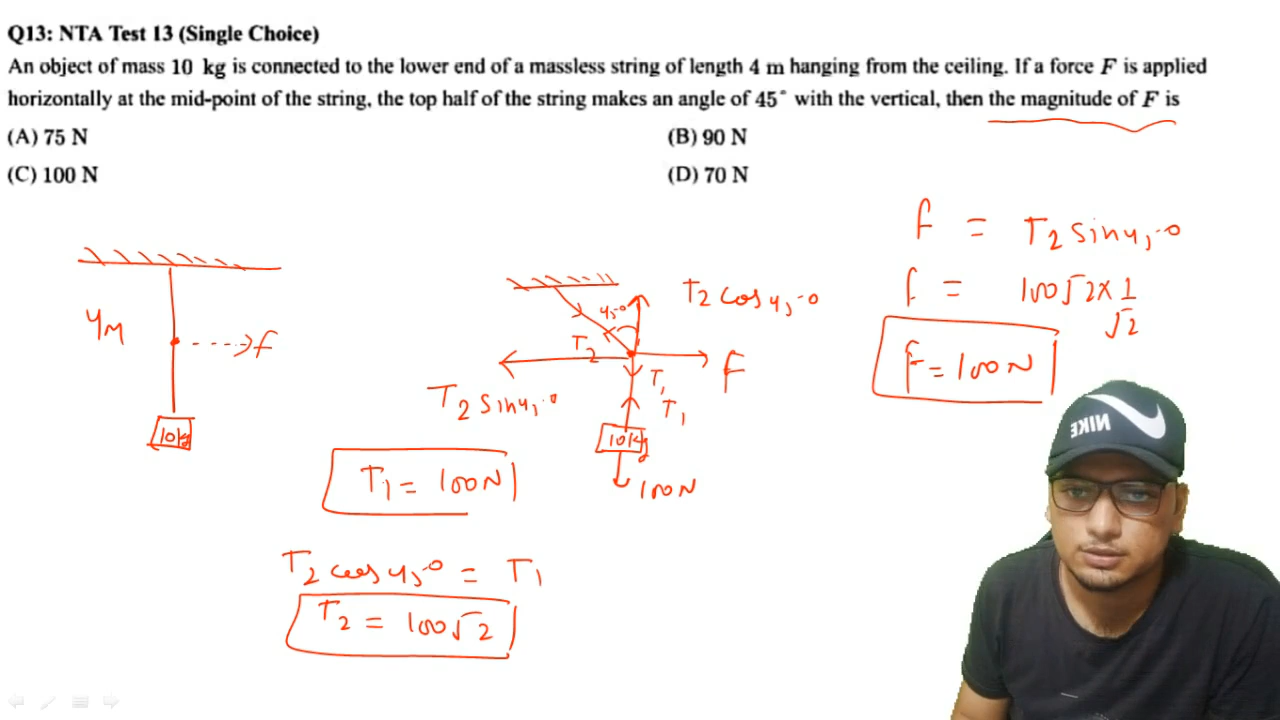 Q13: NTA Test 13 (Single Choice)
An object of mass 10 kg is connected to the lower end of a massless string of length 4 m hanging from the ceiling. If a force F is applied
horizontally at the mid-point of the string, the top half of the string makes an angle of 45° with the vertical, then the magnitude of F is
(A) 75 N
(B) 90 N
(C) 100 N
(D) 70 N
4M
f
10kg
T2 cos45°
45°
T2
F
T2 sin45°
T1
T1
10kg
100N
T1 = 100N
T2 cos45° = T1
T2 = 100√2
f = T2 sin45°
f = 100√2 × 1/√2
f = 100N
NIKE